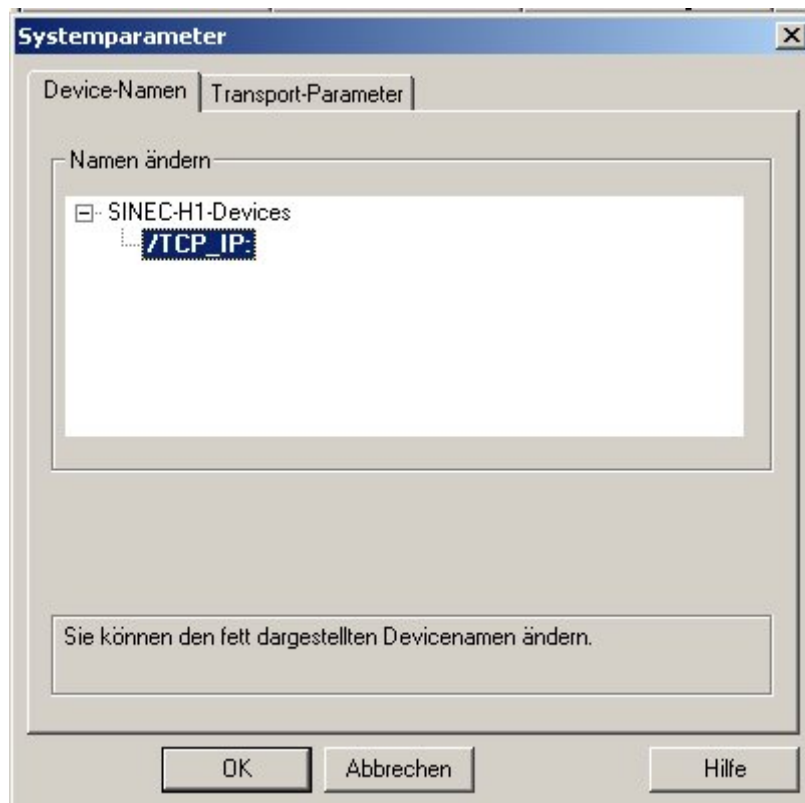 Systemparameter
Device-Namen
Transport-Parameter
Namen ändern
SINEC-H1-Devices
/TCP_IP:
Sie können den fett dargestellten Devicenamen ändern.
OK
Abbrechen
Hilfe